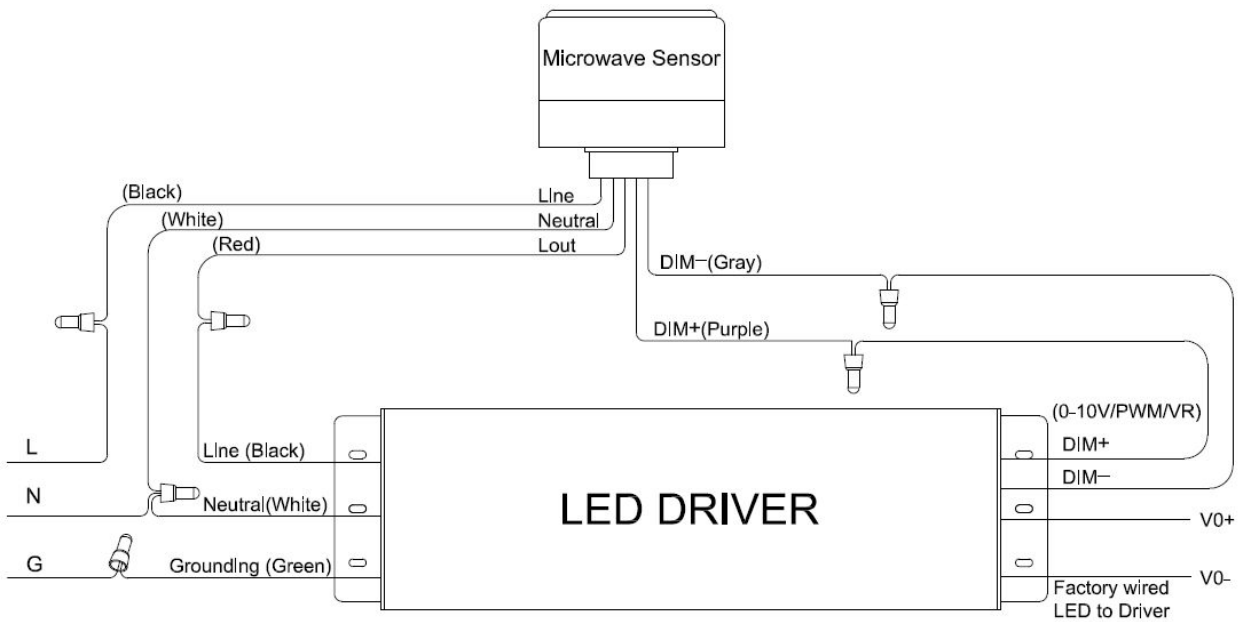 Microwave Sensor
(Black)
LIne
(White)
Neutral
(Red)
Lout
DIM−(Gray)
DIM+(Purple)
(0-10V/PWM/VR)
L
LIne (Black)
DIM+
DIM−
N
Neutral(White)
LED DRIVER
V0+
G
Grounding (Green)
V0-
Factory wired
LED to Driver